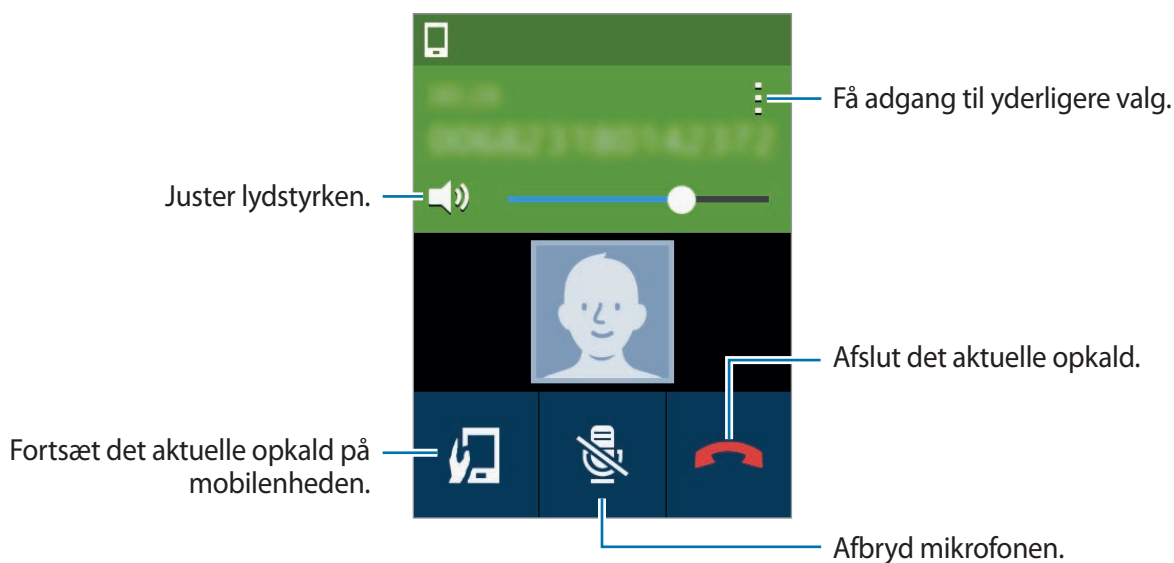 Få adgang til yderligere valg.
Juster lydstyrken.
Afslut det aktuelle opkald.
Fortsæt det aktuelle opkald på
mobilenheden.
Afbryd mikrofonen.